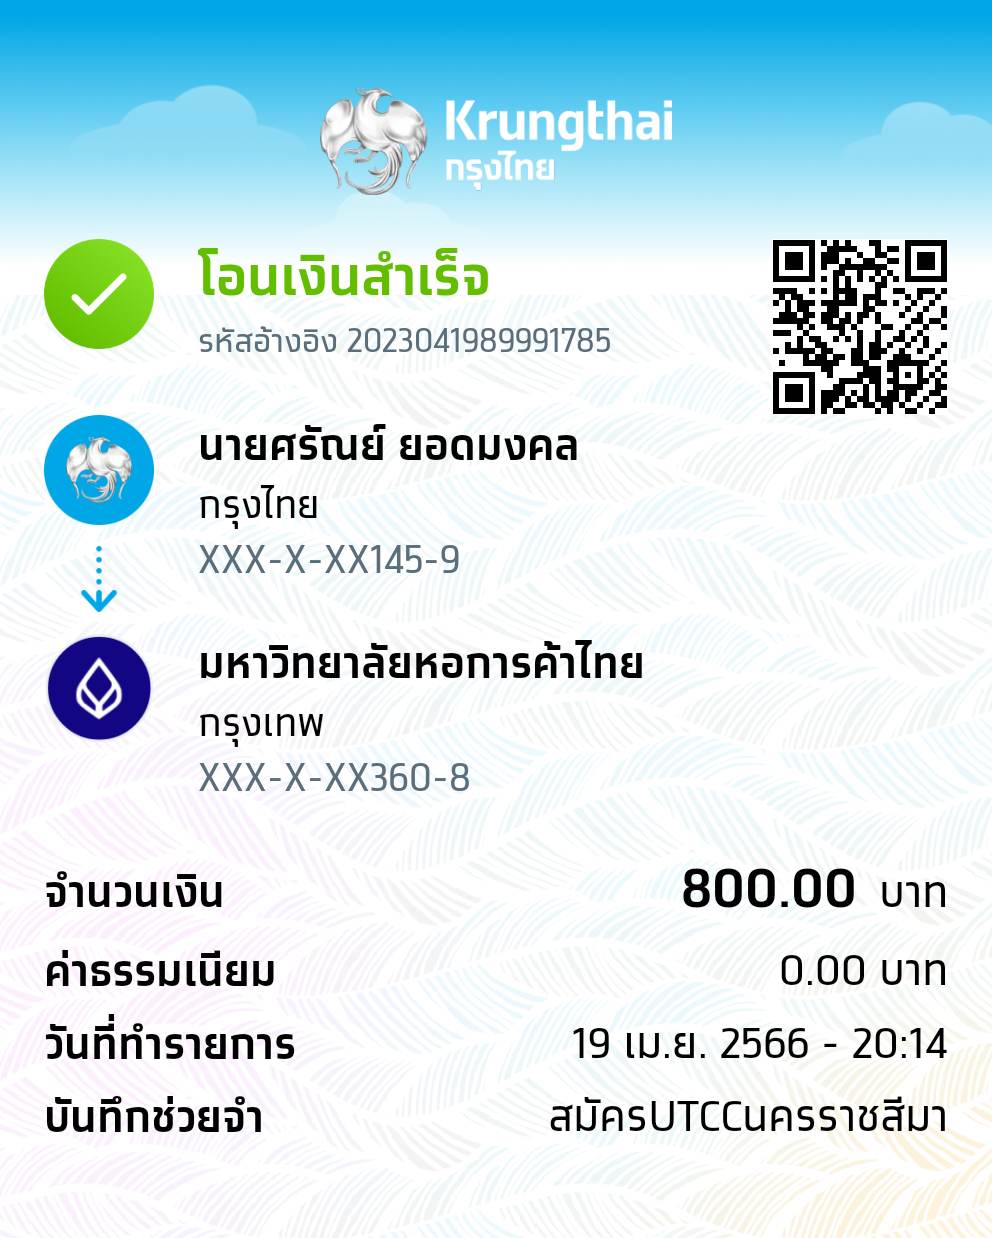 Krungthai
กรุงไทย
โอนเงินสำเร็จ
รหัสอ้างอิง 2023041989991785
นายศรัณย์ ยอดมงคล
กรุงไทย
XXX-X-XX145-9
มหาวิทยาลัยหอการค้าไทย
กรุงเทพ
XXX-X-XX360-8
จำนวนเงิน 800.00 บาท
ค่าธรรมเนียม 0.00 บาท
วันที่ทำรายการ 19 เม.ย. 2566 - 20:14
บันทึกช่วยจำ สมัครUTCCนครราชสีมา